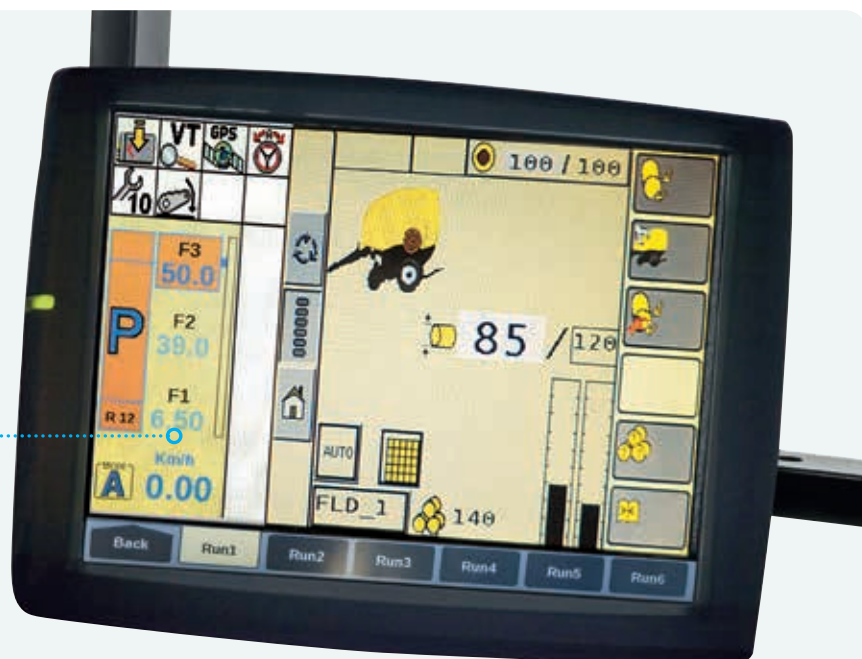 VT GPS
10
F3
50.0
P
F2
39.0
F1
R 12
6.50
Km/h
Mode
A
0.00
100/100
85 / 120
AUTO
FLD_1
140
Back
Run1
Run2
Run3
Run4
Run5
Run6